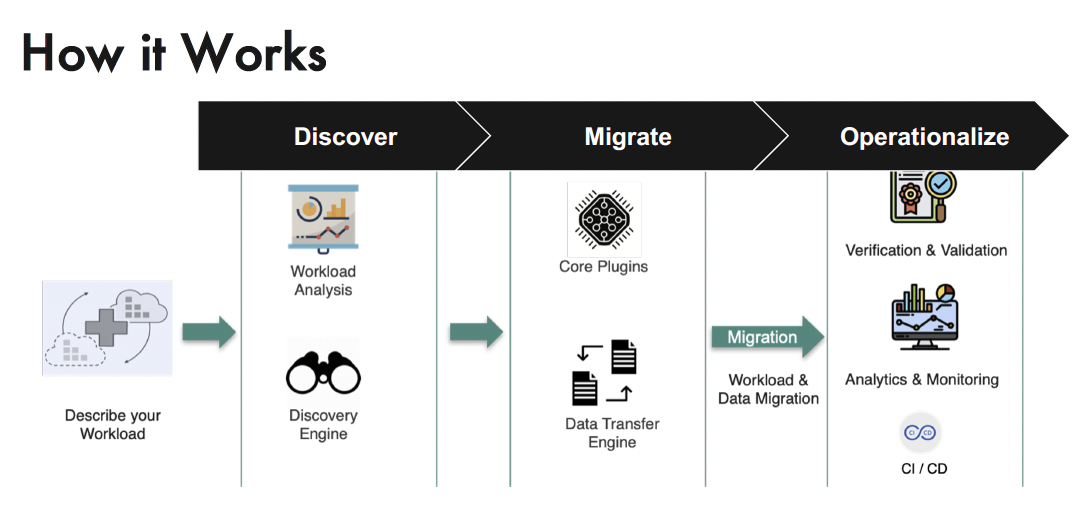 How it Works
Discover
Migrate
Operationalize
Describe your
Workload
Workload
Analysis
Discovery
Engine
Core Plugins
Data Transfer
Engine
Migration
Workload &
Data Migration
Verification & Validation
Analytics & Monitoring
CI CD
CI / CD